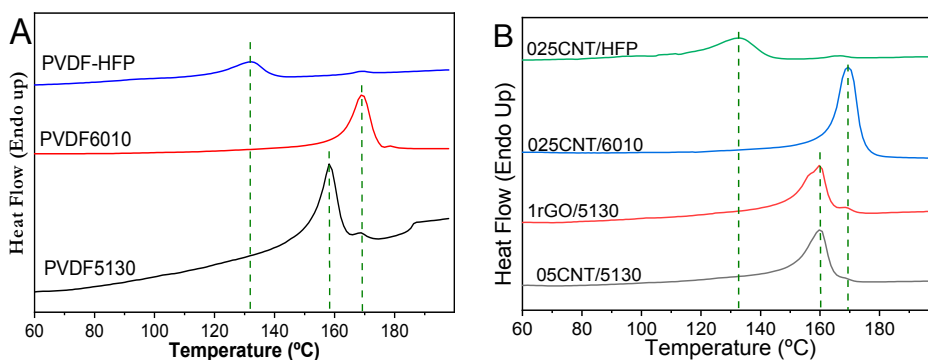 A
PVDF-HFP
PVDF6010
PVDF5130
Heat Flow (Endo up)
60 80 100 120 140 160 180
Temperature (ºC)
B
025CNT/HFP
025CNT/6010
1rGO/5130
05CNT/5130
Heat Flow (Endo Up)
60 80 100 120 140 160 180
Temperature (ºC)